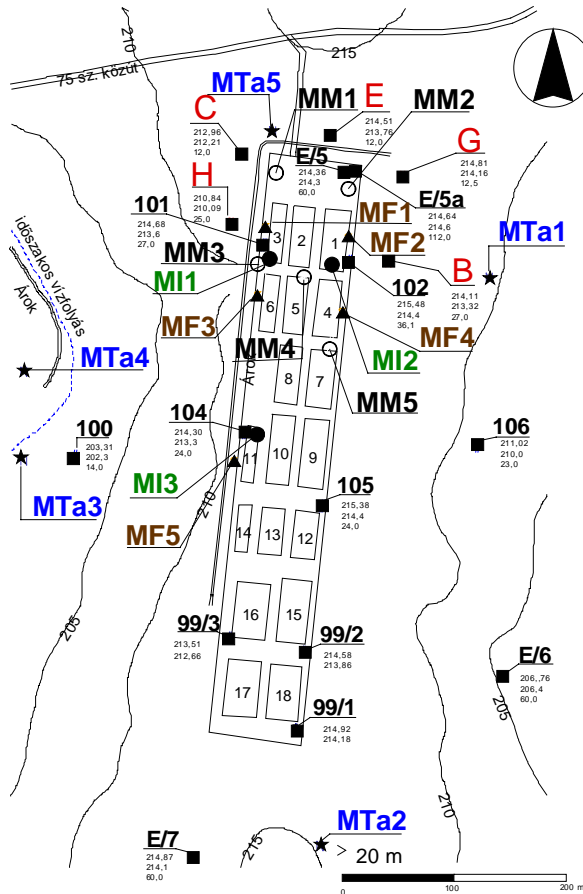 210
215
75 sz. közút
MTa5
MM1
E
MM2
C
214,51
213,76
12,0
212,96
212,21
12,0
G
214,81
214,16
12,5
E/5
214,36
214,3
60,0
E/5a
214,64
214,6
112,0
H
210,84
210,09
25,0
101
214,68
213,6
27,0
MF1
MF2
MTa1
MM3
3
2
1
B
214,11
213,32
27,0
102
215,48
214,4
36,1
MI1
MF3
6
5
4
MF4
MI2
MM4
időszakos vízfolyás
Árok
Árok
MTa4
8
7
MM5
100
203,31
202,3
14,0
104
214,30
213,3
24,0
106
211,02
210,0
23,0
MTa3
11
10
9
MI3
210
MF5
105
215,38
214,4
24,0
14
13
12
205
16
15
99/3
213,51
212,66
99/2
214,58
213,86
E/6
206,,76
206,4
60,0
205
17
18
99/1
214,92
214,18
210
E/7
214,87
214,1
60,0
215
MTa2
> 20 m
0
100
200 m